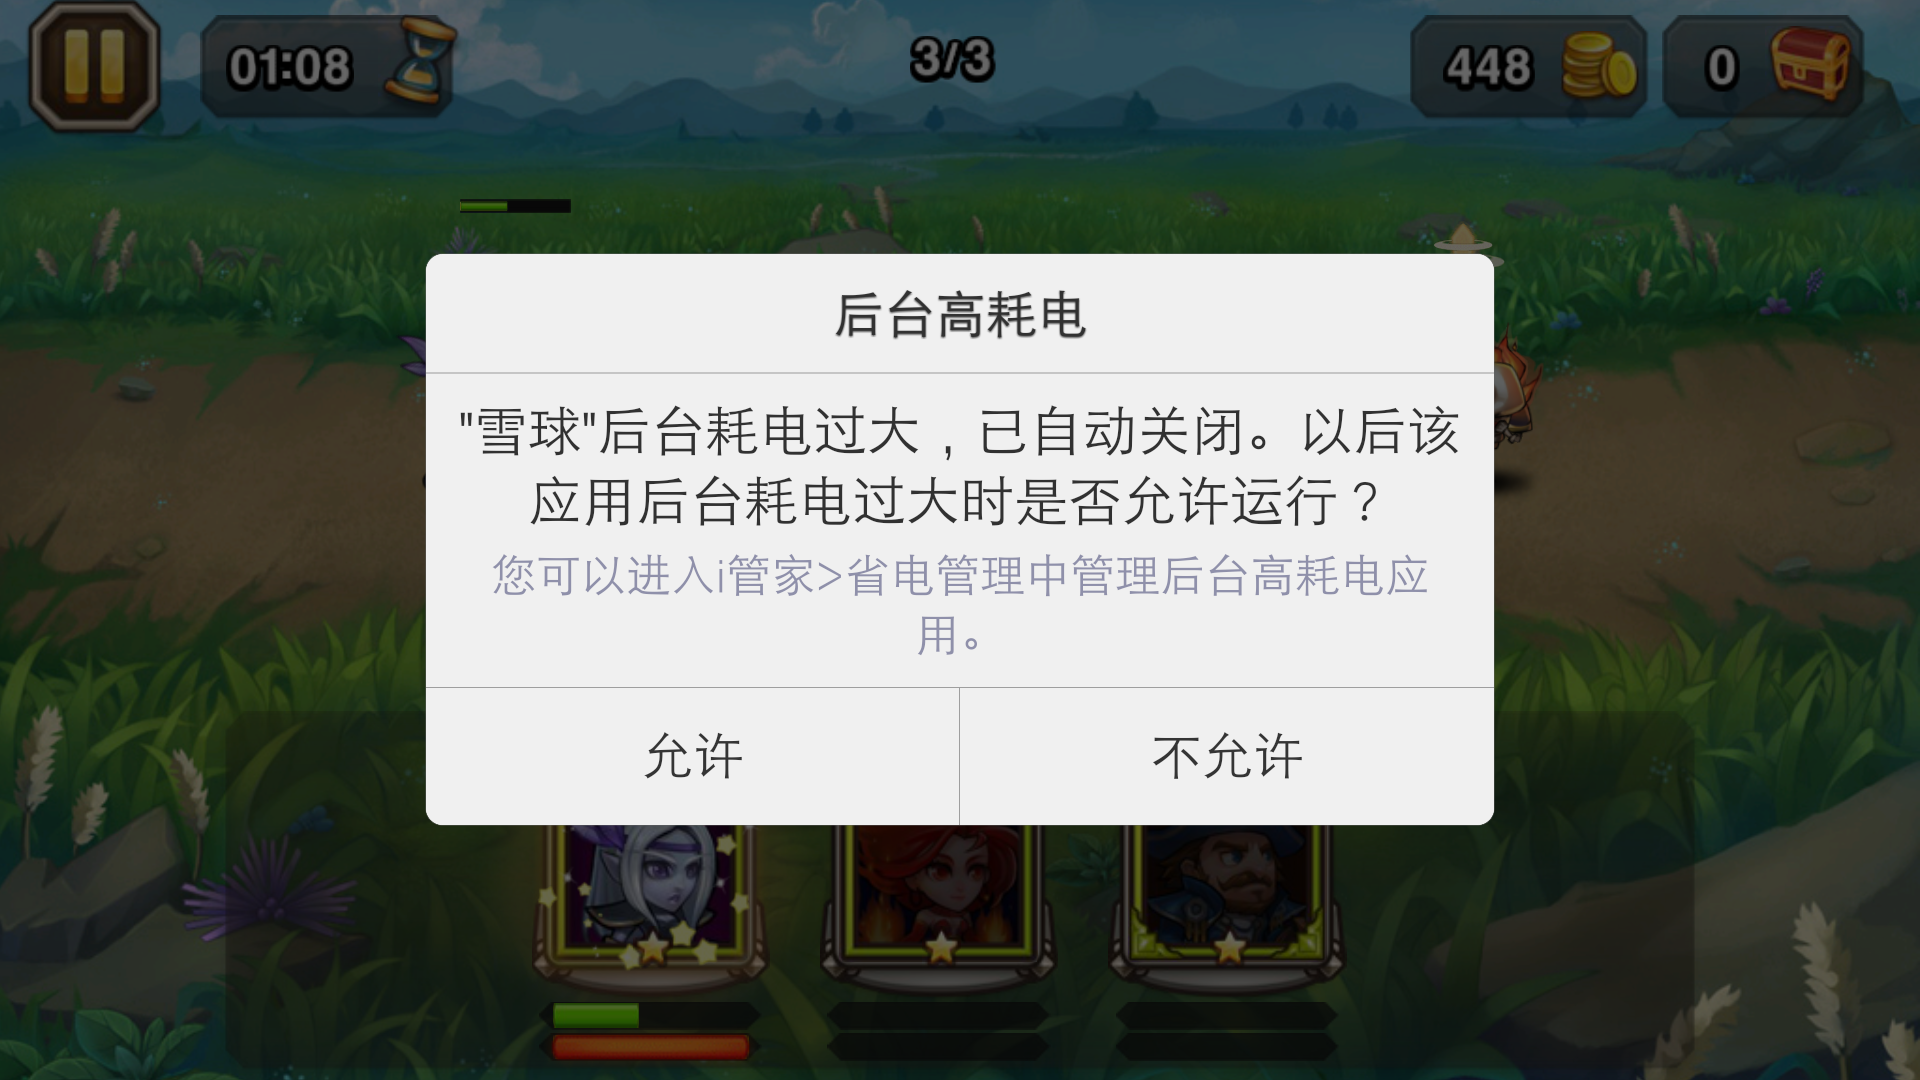 01:08
3/3
448
0
后台高耗电
"雪球"后台耗电过大，已自动关闭。以后该
应用后台耗电过大时是否允许运行？
您可以进入i管家>省电管理中管理后台高耗电应
用。
允许
不允许